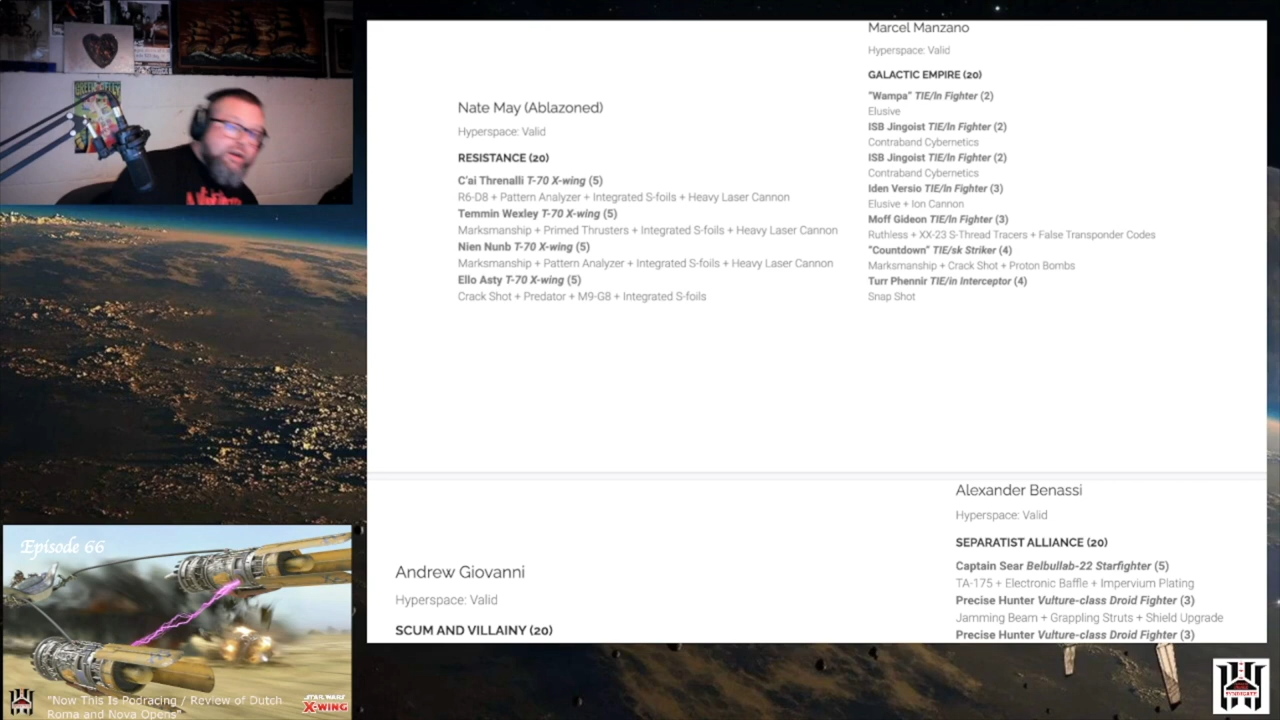 Nate May (Ablazoned)
Hyperspace: Valid
RESISTANCE (20)
C'ai Threnalli T-70 X-wing (5)
R6-D8 + Pattern Analyzer + Integrated S-foils + Heavy Laser Cannon
Temmin Wexley T-70 X-wing (5)
Marksmanship + Primed Thrusters + Integrated S-foils + Heavy Laser Cannon
Nien Nunb T-70 X-wing (5)
Marksmanship + Pattern Analyzer + Integrated S-foils + Heavy Laser Cannon
Ello Asty T-70 X-wing (5)
Crack Shot + Predator + M9-G8 + Integrated S-foils
Marcel Manzano
Hyperspace: Valid
GALACTIC EMPIRE (20)
“Wampa” TIE/ln Fighter (2)
Elusive
ISB Jingoist TIE/ln Fighter (2)
Contraband Cybernetics
ISB Jingoist TIE/ln Fighter (2)
Contraband Cybernetics
Iden Versio TIE/ln Fighter (3)
Elusive + Ion Cannon
Moff Gideon TIE/ln Fighter (3)
Ruthless + XX-23 S-Thread Tracers + False Transponder Codes
“Countdown” TIE/sk Striker (4)
Marksmanship + Crack Shot + Proton Bombs
Turr Phennir TIE/in Interceptor (4)
Snap Shot
Andrew Giovanni
Hyperspace: Valid
SCUM AND VILLAINY (20)
Alexander Benassi
Hyperspace: Valid
SEPARATIST ALLIANCE (20)
Captain Sear Belbullab-22 Starfighter (5)
TA-175 + Electronic Baffle + Impervium Plating
Precise Hunter Vulture-class Droid Fighter (3)
Jamming Beam + Grappling Struts + Shield Upgrade
Precise Hunter Vulture-class Droid Fighter (3)
Episode 66
"Now This Is Podracing / Review of Dutch
Roma and Nova Opens"
STAR WARS
X-WING